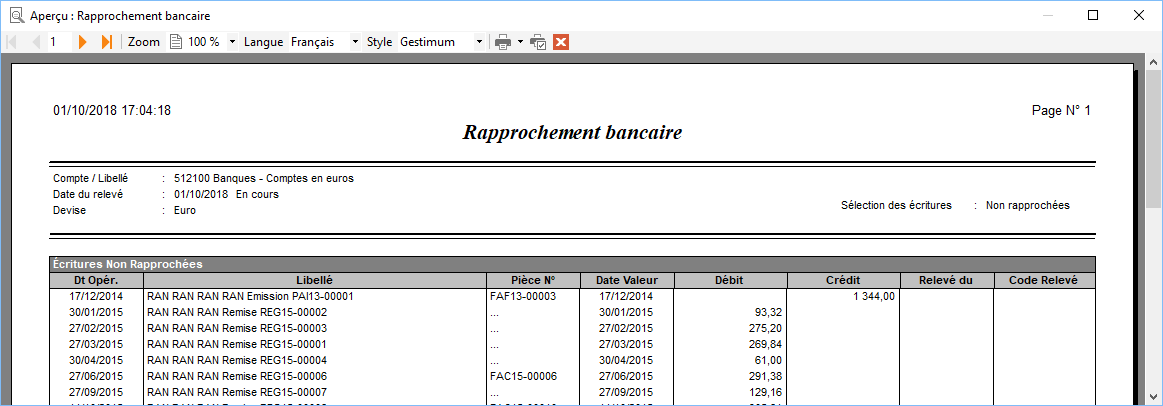 Aperçu : Rapprochement bancaire
1 Zoom 100 % Langue Français Style Gestimum
01/10/2018 17:04:18 Page N° 1
Rapprochement bancaire
Compte / Libellé : 512100 Banques - Comptes en euros
Date du relevé : 01/10/2018 En cours
Devise : Euro
Sélection des écritures : Non rapprochées
Écritures Non Rapprochées
Dt Opér. Libellé Pièce N° Date Valeur Débit Crédit Relevé du Code Relevé
17/12/2014 RAN RAN RAN RAN Emission PAI13-00001 FAF13-00003 17/12/2014 1 344,00
30/01/2015 RAN RAN RAN Remise REG15-00002 ... 30/01/2015 93,32
27/02/2015 RAN RAN RAN Remise REG15-00003 ... 27/02/2015 275,20
27/03/2015 RAN RAN RAN Remise REG15-00001 ... 27/03/2015 269,84
30/04/2015 RAN RAN RAN Remise REG15-00004 ... 30/04/2015 61,00
27/06/2015 RAN RAN RAN Remise REG15-00006 FAC15-00006 27/06/2015 291,38
27/09/2015 RAN RAN RAN Remise REG15-00007 ... 27/09/2015 129,16
RAN RAN RAN Remise